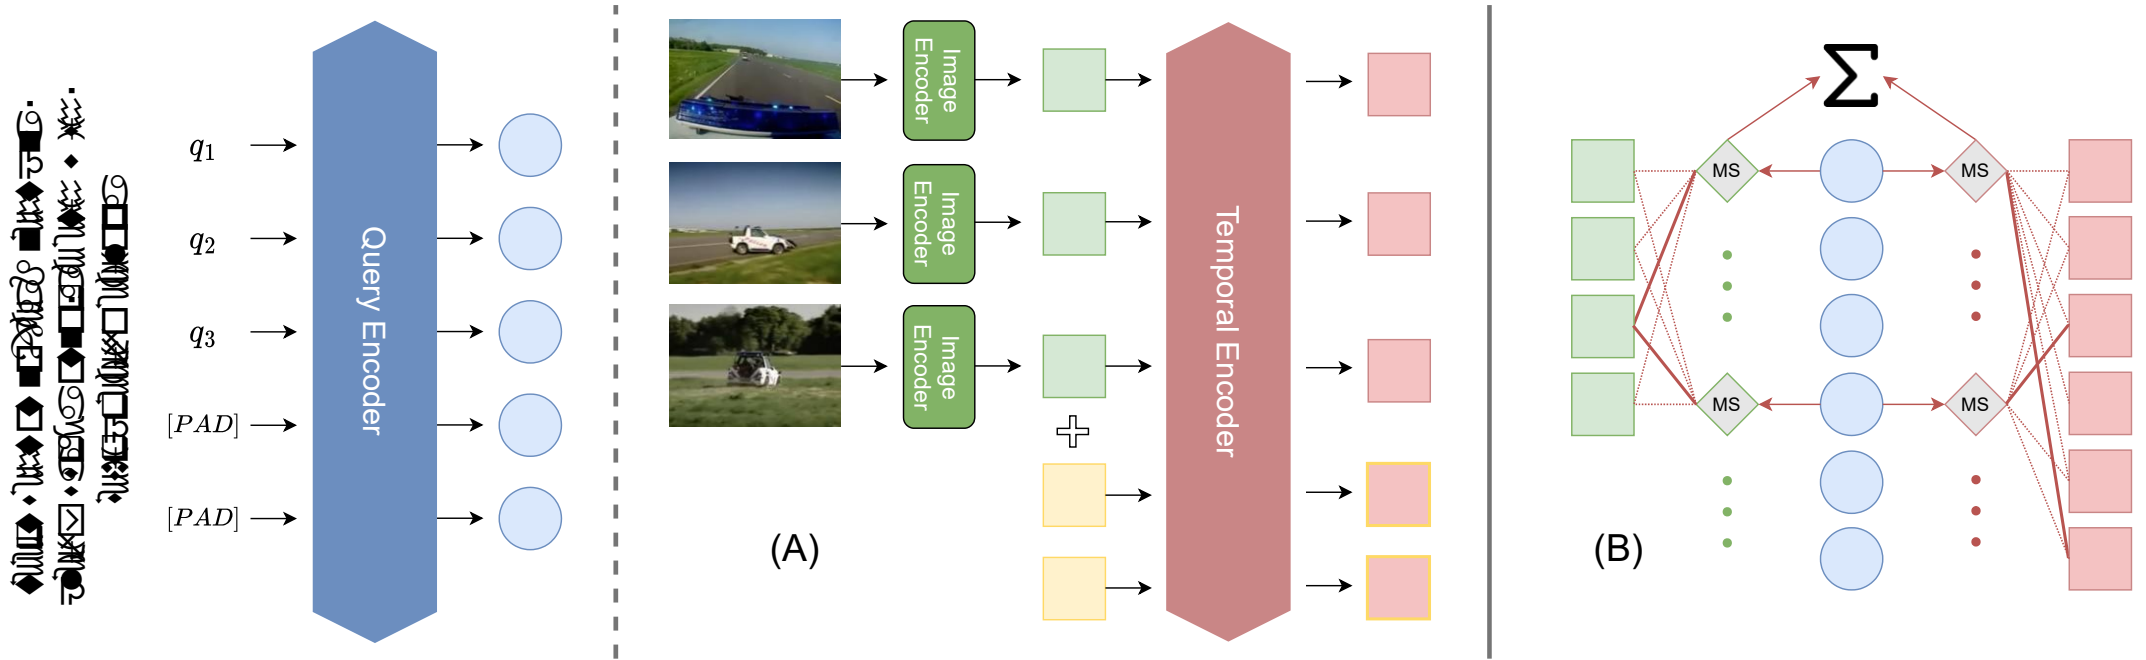 q₁
q₂
q₃
[PAD]
[PAD]
Query Encoder
Image
Encoder
Image
Encoder
Image
Encoder
Temporal Encoder
(A)
Σ
MS
MS
MS
MS
(B)